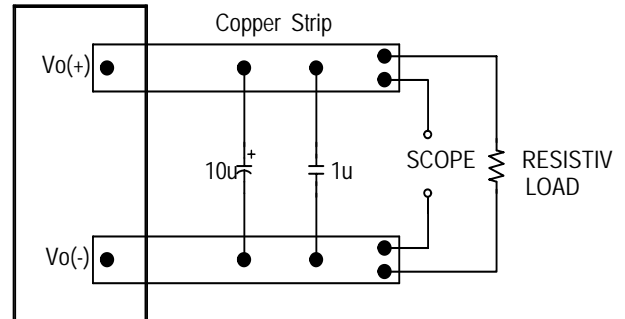 Copper Strip
Vo(+)
10u
+
1u
SCOPE
RESISTIV
LOAD
Vo(-)